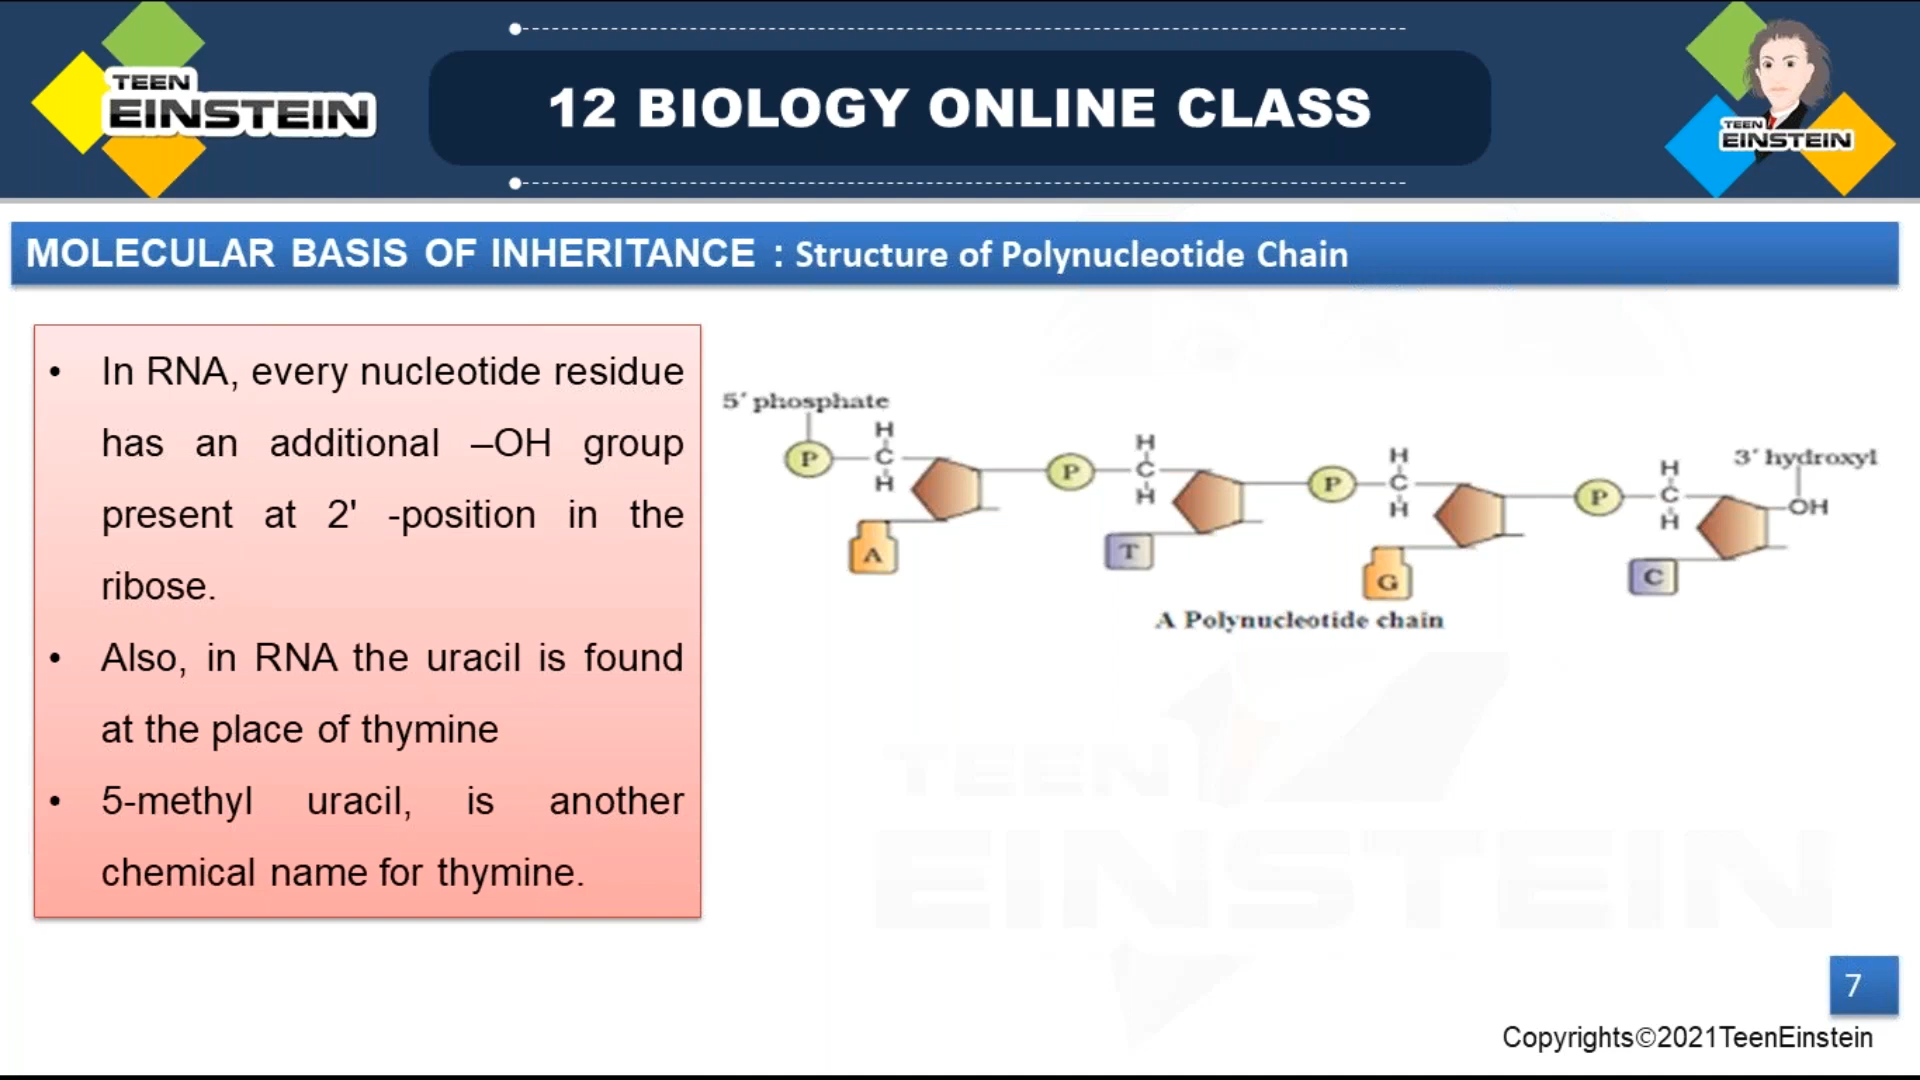 TEEN
EINSTEIN
12 BIOLOGY ONLINE CLASS
TEEN
EINSTEIN
MOLECULAR BASIS OF INHERITANCE : Structure of Polynucleotide Chain
• In RNA, every nucleotide residue
has an additional –OH group
present at 2' -position in the
ribose.
• Also, in RNA the uracil is found
at the place of thymine
• 5-methyl uracil, is another
chemical name for thymine.
5′ phosphate
3′ hydroxyl
H
H
H
H
P
C
P
C
P
C
P
C
OH
H
H
H
H
A
T
G
C
A Polynucleotide chain
TEEN
EINSTEIN
7
Copyrights©2021TeenEinstein